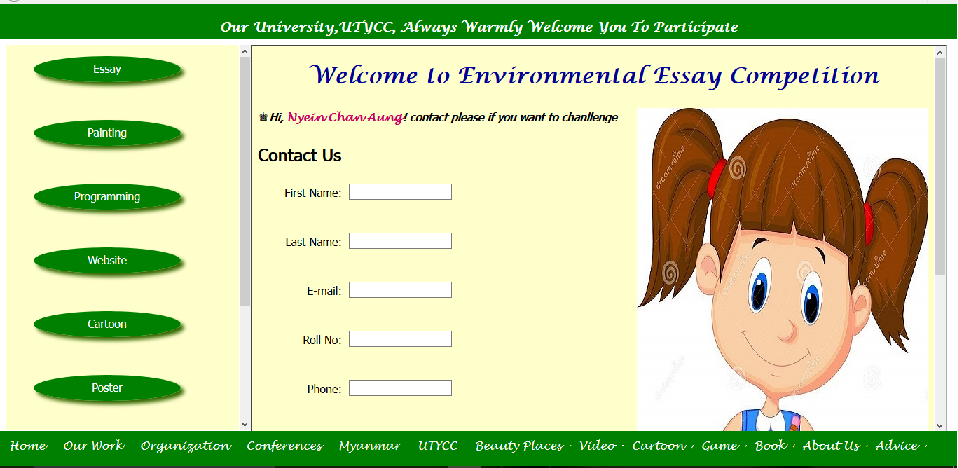 Our University,UTYCC, Always Warmly Welcome You To Participate
Essay
Painting
Programming
Website
Cartoon
Poster
Welcome to Environmental Essay Competition
♛Hi, Nyein Chan Aung! contact please if you want to chanllenge
Contact Us
First Name:
Last Name:
E-mail:
Roll No:
Phone:
Home Our Work Organization Conferences Myanmar UTYCC Beauty Places · Video · Cartoon · Game · Book · About Us · Advice ·